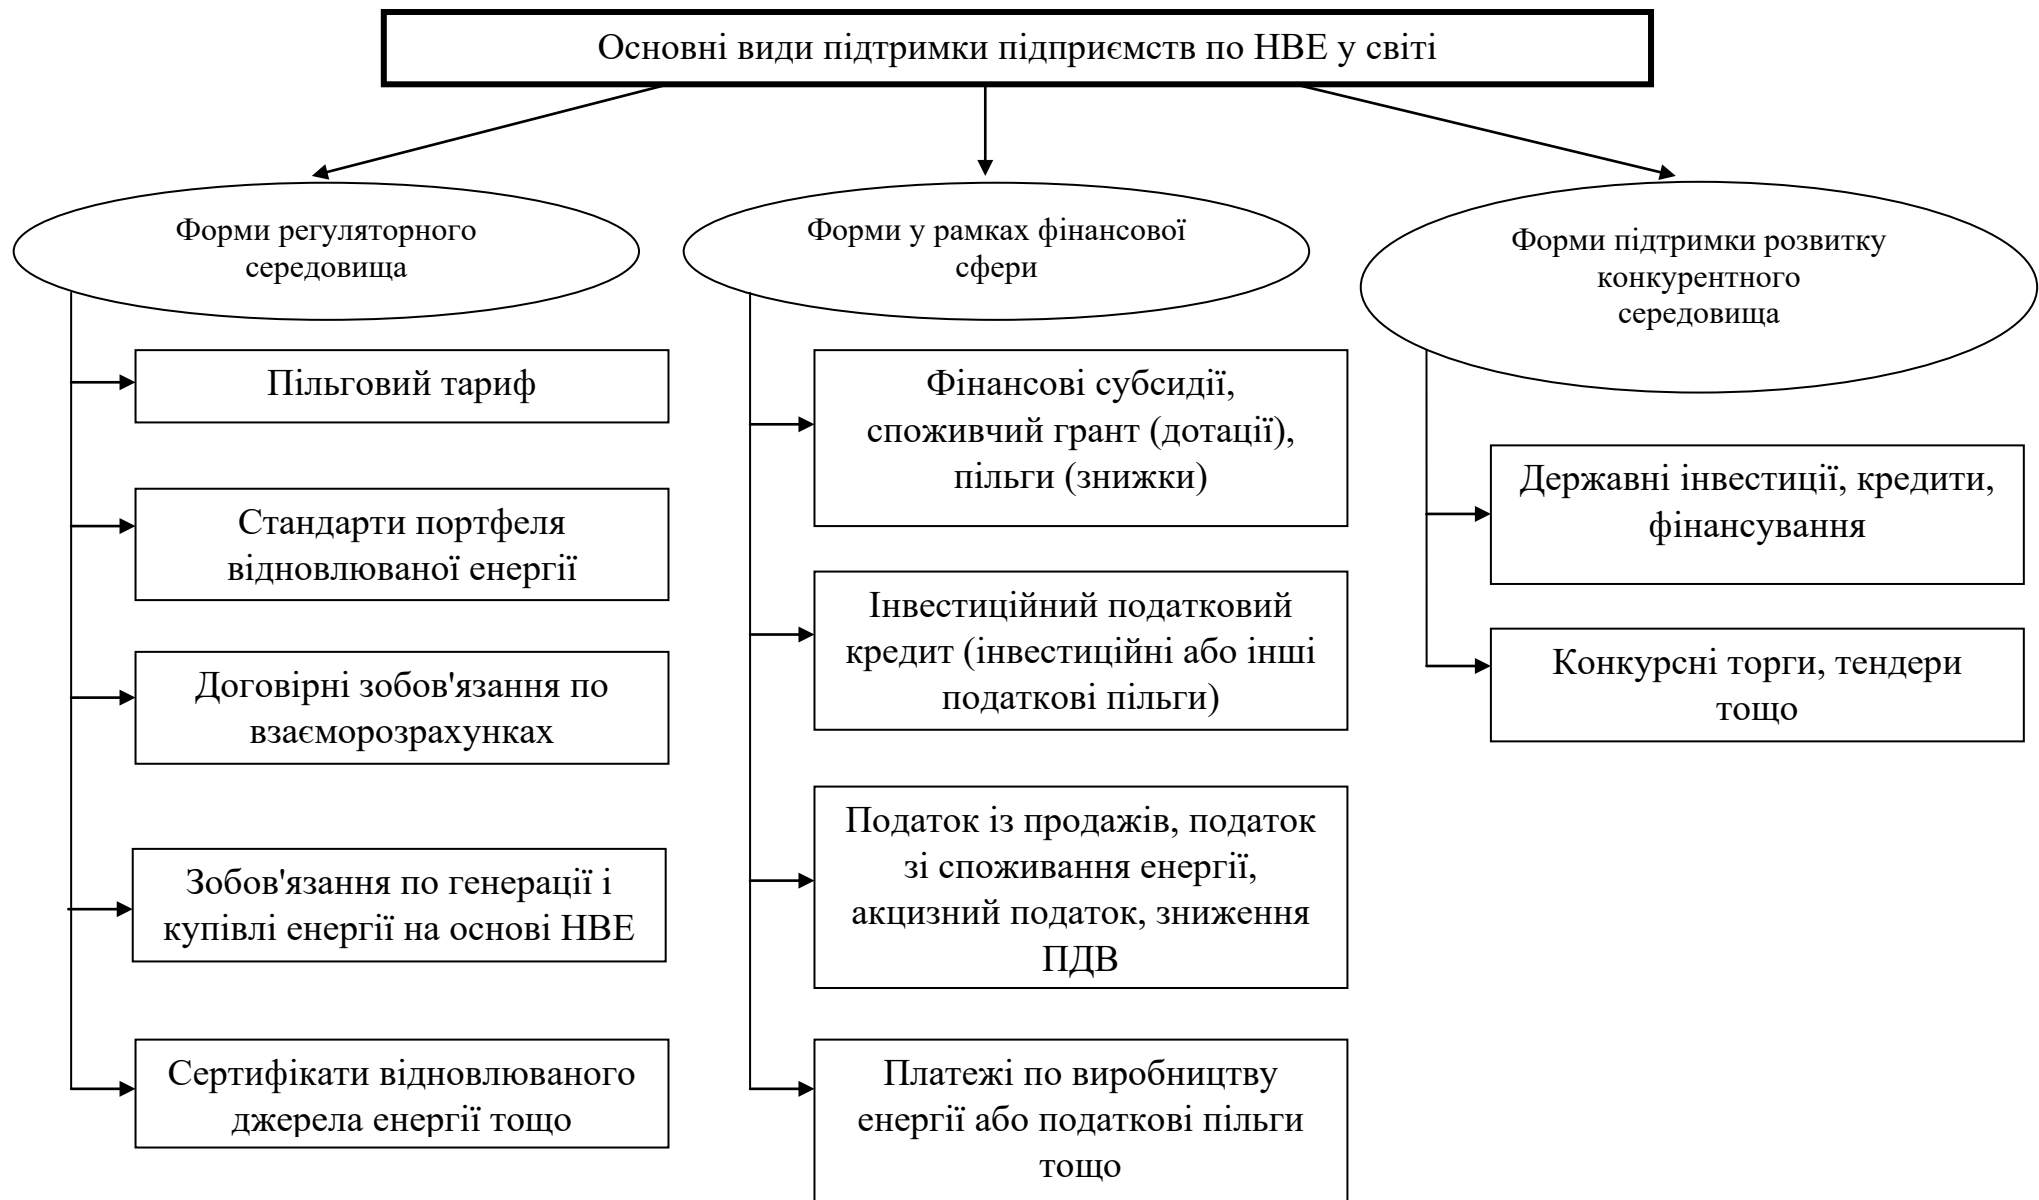 Основні види підтримки підприємств по НВЕ у світі
Форми регуляторного
середовища
Пільговий тариф
Стандарти портфеля
відновлюваної енергії
Договірні зобов'язання по
взаєморозрахунках
Зобов'язання по генерації і
купівлі енергії на основі НВЕ
Сертифікати відновлюваного
джерела енергії тощо
Форми у рамках фінансової
сфери
Фінансові субсидії,
споживчий грант (дотації),
пільги (знижки)
Інвестиційний податковий
кредит (інвестиційні або інші
податкові пільги)
Податок із продажів, податок
зі споживання енергії,
акцизний податок, зниження
ПДВ
Платежі по виробництву
енергії або податкові пільги
тощо
Форми підтримки розвитку
конкурентного
середовища
Державні інвестиції, кредити,
фінансування
Конкурсні торги, тендери
тощо